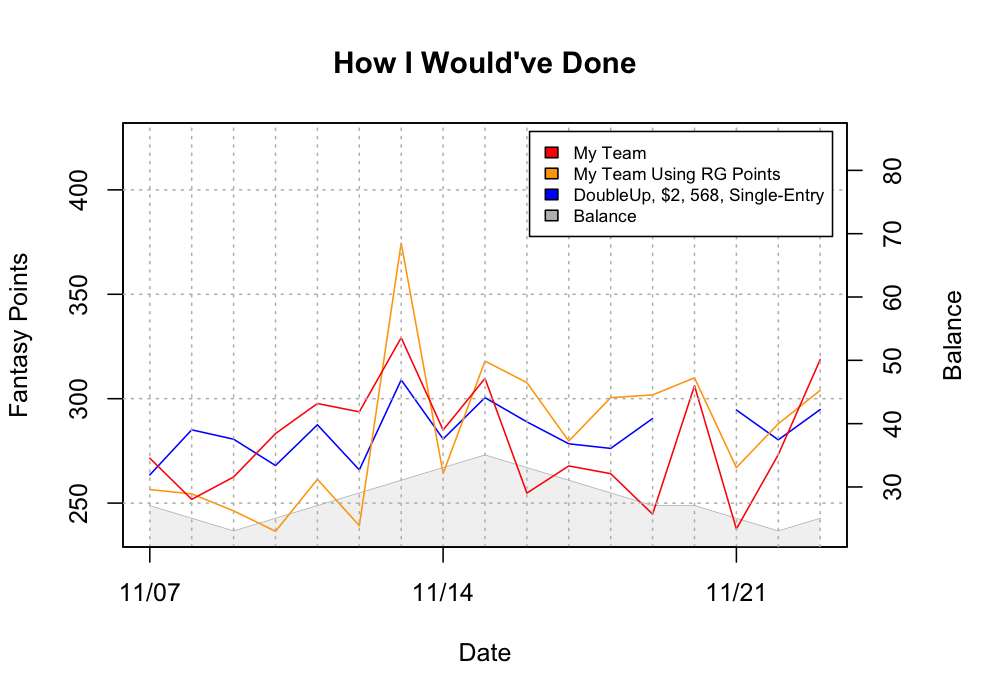 How I Would've Done
My Team
My Team Using RG Points
DoubleUp, $2, 568, Single-Entry
Balance
Fantasy Points
400
350
300
250
80
70
60
50
40
30
Balance
11/07
11/14
11/21
Date